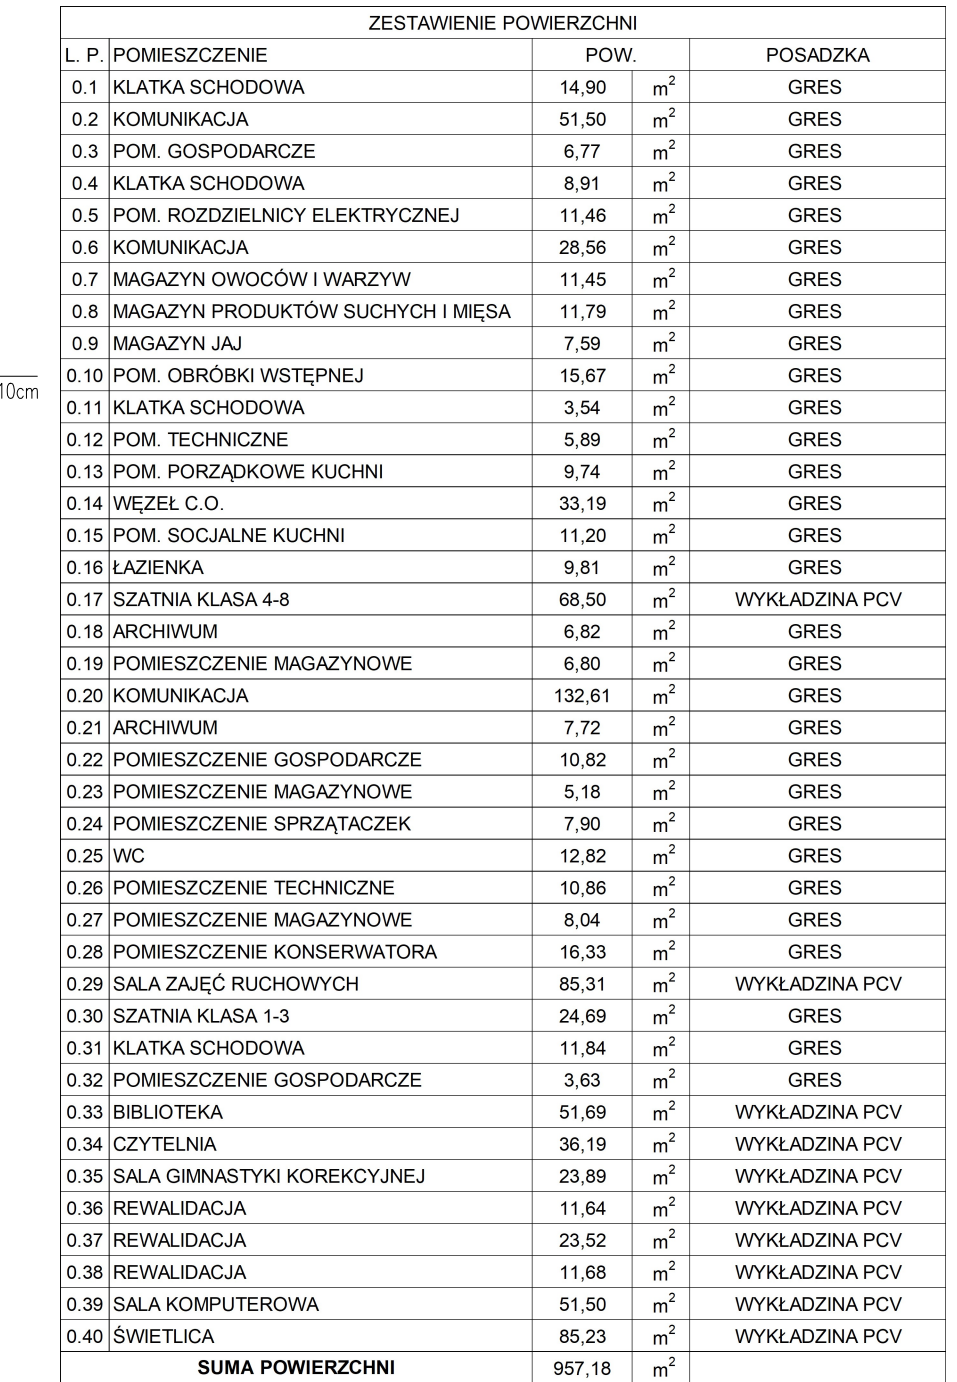 ZESTAWIENIE POWIERZCHNI
L. P. POMIESZCZENIE POW. POSADZKA
0.1 KLATKA SCHODOWA 14,90 m² GRES
0.2 KOMUNIKACJA 51,50 m² GRES
0.3 POM. GOSPODARCZE 6,77 m² GRES
0.4 KLATKA SCHODOWA 8,91 m² GRES
0.5 POM. ROZDZIELNICY ELEKTRYCZNEJ 11,46 m² GRES
0.6 KOMUNIKACJA 28,56 m² GRES
0.7 MAGAZYN OWOCÓW I WARZYW 11,45 m² GRES
0.8 MAGAZYN PRODUKTÓW SUCHYCH I MIĘSA 11,79 m² GRES
0.9 MAGAZYN JAJ 7,59 m² GRES
0.10 POM. OBRÓBKI WSTĘPNEJ 15,67 m² GRES
10cm
0.11 KLATKA SCHODOWA 3,54 m² GRES
0.12 POM. TECHNICZNE 5,89 m² GRES
0.13 POM. PORZĄDKOWE KUCHNI 9,74 m² GRES
0.14 WĘZEŁ C.O. 33,19 m² GRES
0.15 POM. SOCJALNE KUCHNI 11,20 m² GRES
0.16 ŁAZIENKA 9,81 m² GRES
0.17 SZATNIA KLASA 4-8 68,50 m² WYKŁADZINA PCV
0.18 ARCHIWUM 6,82 m² GRES
0.19 POMIESZCZENIE MAGAZYNOWE 6,80 m² GRES
0.20 KOMUNIKACJA 132,61 m² GRES
0.21 ARCHIWUM 7,72 m² GRES
0.22 POMIESZCZENIE GOSPODARCZE 10,82 m² GRES
0.23 POMIESZCZENIE MAGAZYNOWE 5,18 m² GRES
0.24 POMIESZCZENIE SPRZĄTACZEK 7,90 m² GRES
0.25 WC 12,82 m² GRES
0.26 POMIESZCZENIE TECHNICZNE 10,86 m² GRES
0.27 POMIESZCZENIE MAGAZYNOWE 8,04 m² GRES
0.28 POMIESZCZENIE KONSERWATORA 16,33 m² GRES
0.29 SALA ZAJĘĆ RUCHOWYCH 85,31 m² WYKŁADZINA PCV
0.30 SZATNIA KLASA 1-3 24,69 m² GRES
0.31 KLATKA SCHODOWA 11,84 m² GRES
0.32 POMIESZCZENIE GOSPODARCZE 3,63 m² GRES
0.33 BIBLIOTEKA 51,69 m² WYKŁADZINA PCV
0.34 CZYTELNIA 36,19 m² WYKŁADZINA PCV
0.35 SALA GIMNASTYKI KOREKCYJNEJ 23,89 m² WYKŁADZINA PCV
0.36 REWALIDACJA 11,64 m² WYKŁADZINA PCV
0.37 REWALIDACJA 23,52 m² WYKŁADZINA PCV
0.38 REWALIDACJA 11,68 m² WYKŁADZINA PCV
0.39 SALA KOMPUTEROWA 51,50 m² WYKŁADZINA PCV
0.40 ŚWIETLICA 85,23 m² WYKŁADZINA PCV
SUMA POWIERZCHNI 957,18 m²